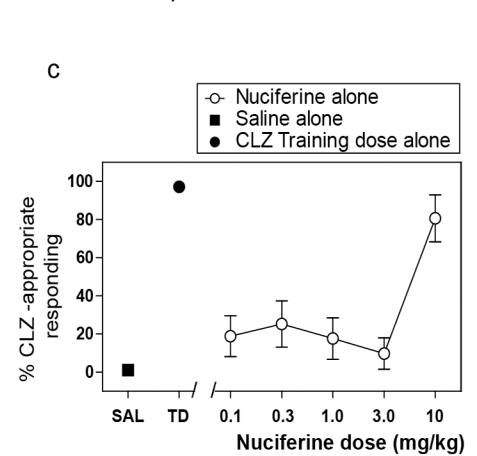 C
Nuciferine alone
Saline alone
CLZ Training dose alone
% CLZ -appropriate
responding
100
80
60
40
20
0
SAL TD 0.1 0.3 1.0 3.0 10
Nuciferine dose (mg/kg)